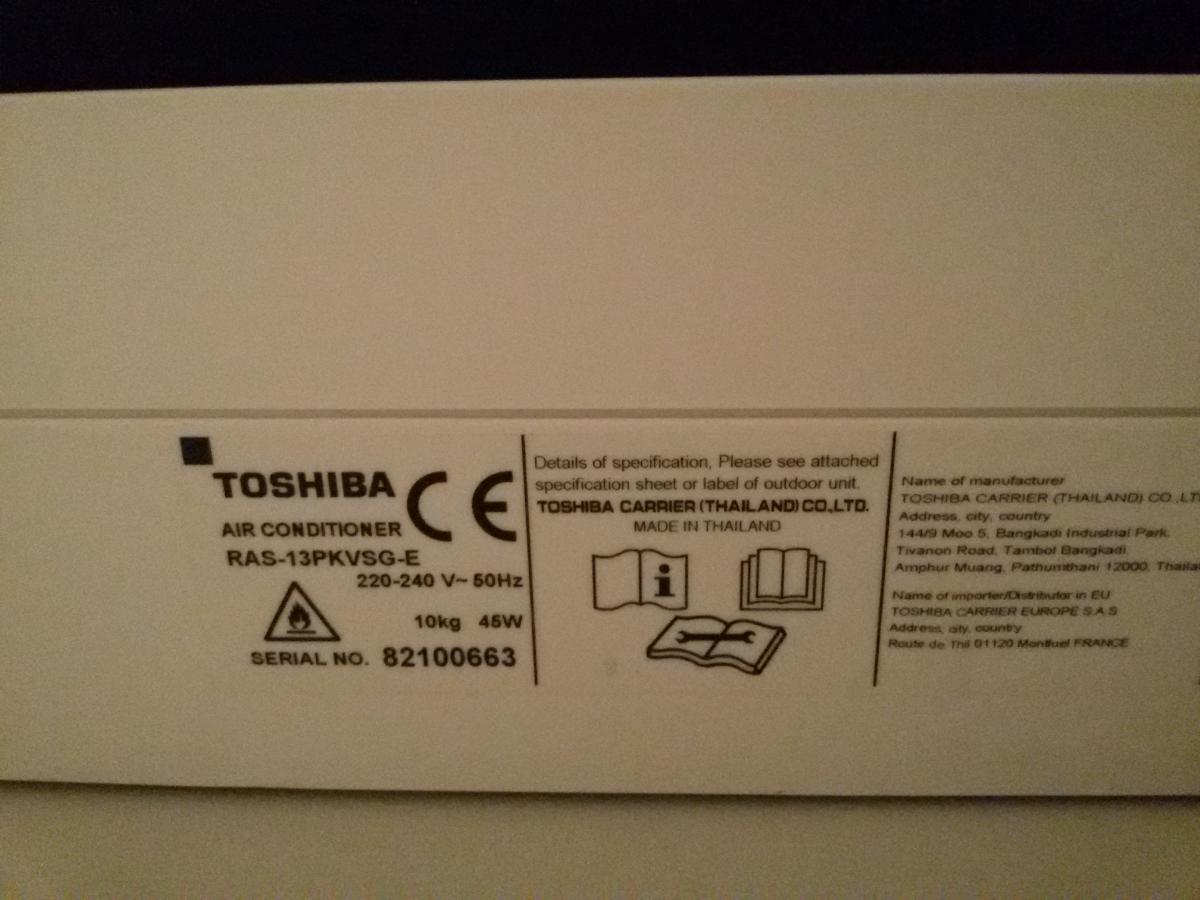 TOSHIBA CE
AIR CONDITIONER
RAS-13PKVSG-E
220-240 V~ 50Hz
10kg 45W
SERIAL NO. 82100663
Details of specification, Please see attached
specification sheet or label of outdoor unit.
TOSHIBA CARRIER (THAILAND) CO.,LTD.
MADE IN THAILAND
i
Name of manufacturer
TOSHIBA CARRIER (THAILAND) CO.,LT
Address, city, country
144/9 Moo 5, Bangkadi Industrial Park,
Tivanon Road, Tambol Bangkadi,
Amphur Muang, Pathumthani 12000, Thaila
Name of importer/Distributor in EU
TOSHIBA CARRIER EUROPE S.A.S
Address, city, country
Route de Thil 01120 Montluel FRANCE